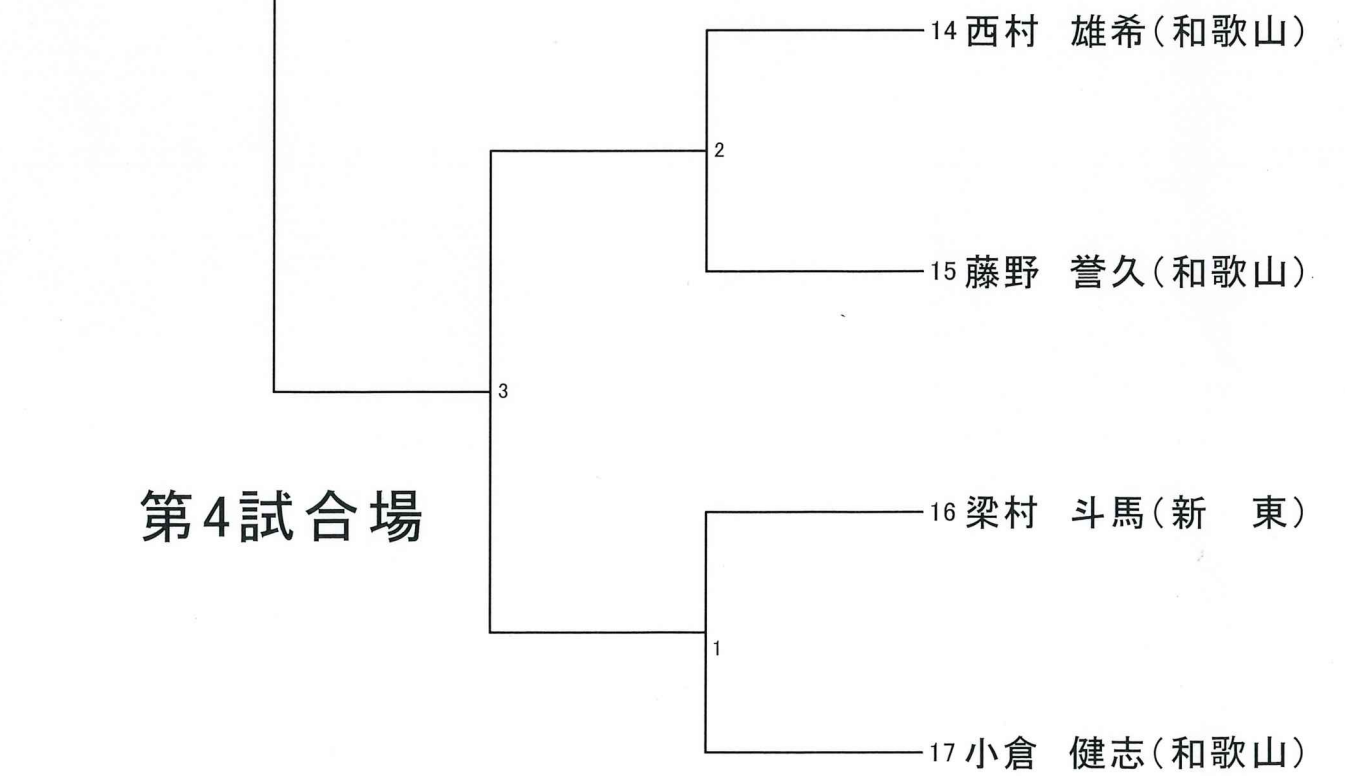 14 西村　雄希(和歌山)
2
15 藤野　誉久(和歌山)
3
第4試合場
16 梁村　斗馬(新　東)
1
17 小倉　健志(和歌山)